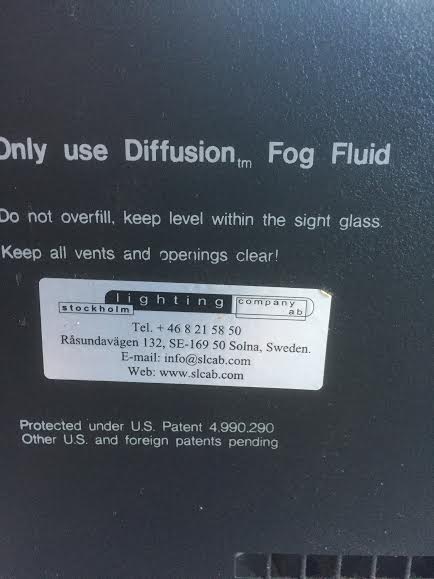 Only use Diffusion tm Fog Fluid
Do not overfill, keep level within the sight glass.
Keep all vents and openings clear!
stockholm lighting company ab
Tel. + 46 8 21 58 50
Råsundavägen 132, SE-169 50 Solna, Sweden.
E-mail: info@slcab.com
Web: www.slcab.com
Protected under U.S. Patent 4,990,290
Other U.S. and foreign patents pending